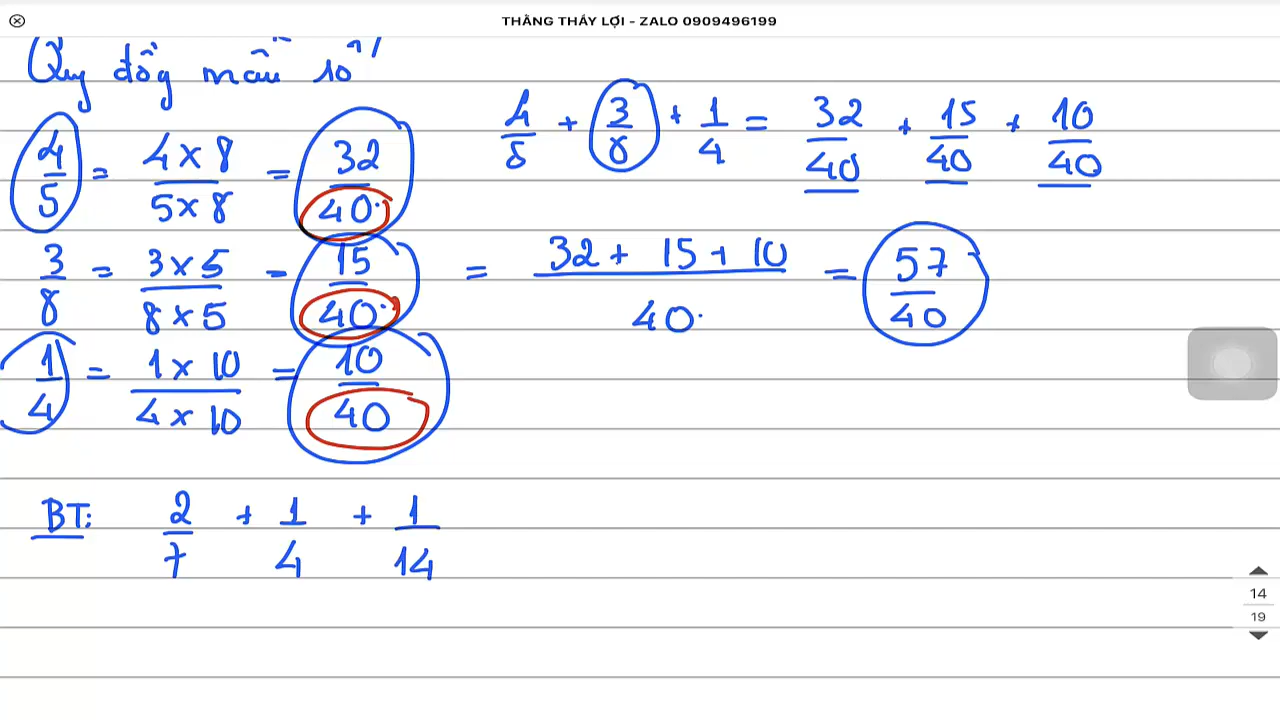 THẰNG THẦY LỢI - ZALO 0909496199
Quy đồng mẫu số
4/5 = 4 x 8 / 5 x 8 = 32/40
3/8 = 3 x 5 / 8 x 5 = 15/40
1/4 = 1 x 10 / 4 x 10 = 10/40
4/5 + 3/8 + 1/4 = 32/40 + 15/40 + 10/40
= 32 + 15 + 10 / 40 = 57/40
BT: 2/7 + 1/4 + 1/14
14
19